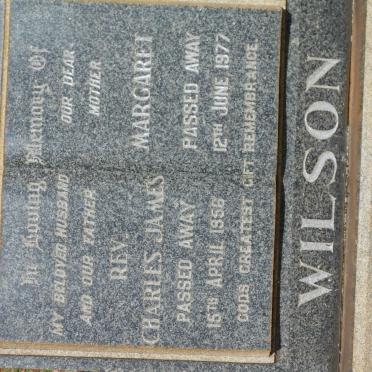 In Loving Memory Of
MY BELOVED HUSBAND
AND OUR FATHER
REV.
CHARLES JAMES
PASSED AWAY
15TH APRIL 1956
OUR DEAR
MOTHER
MARGARET
PASSED AWAY
12TH JUNE 1977
GODS GREATEST GIFT REMEMBRANCE
WILSON